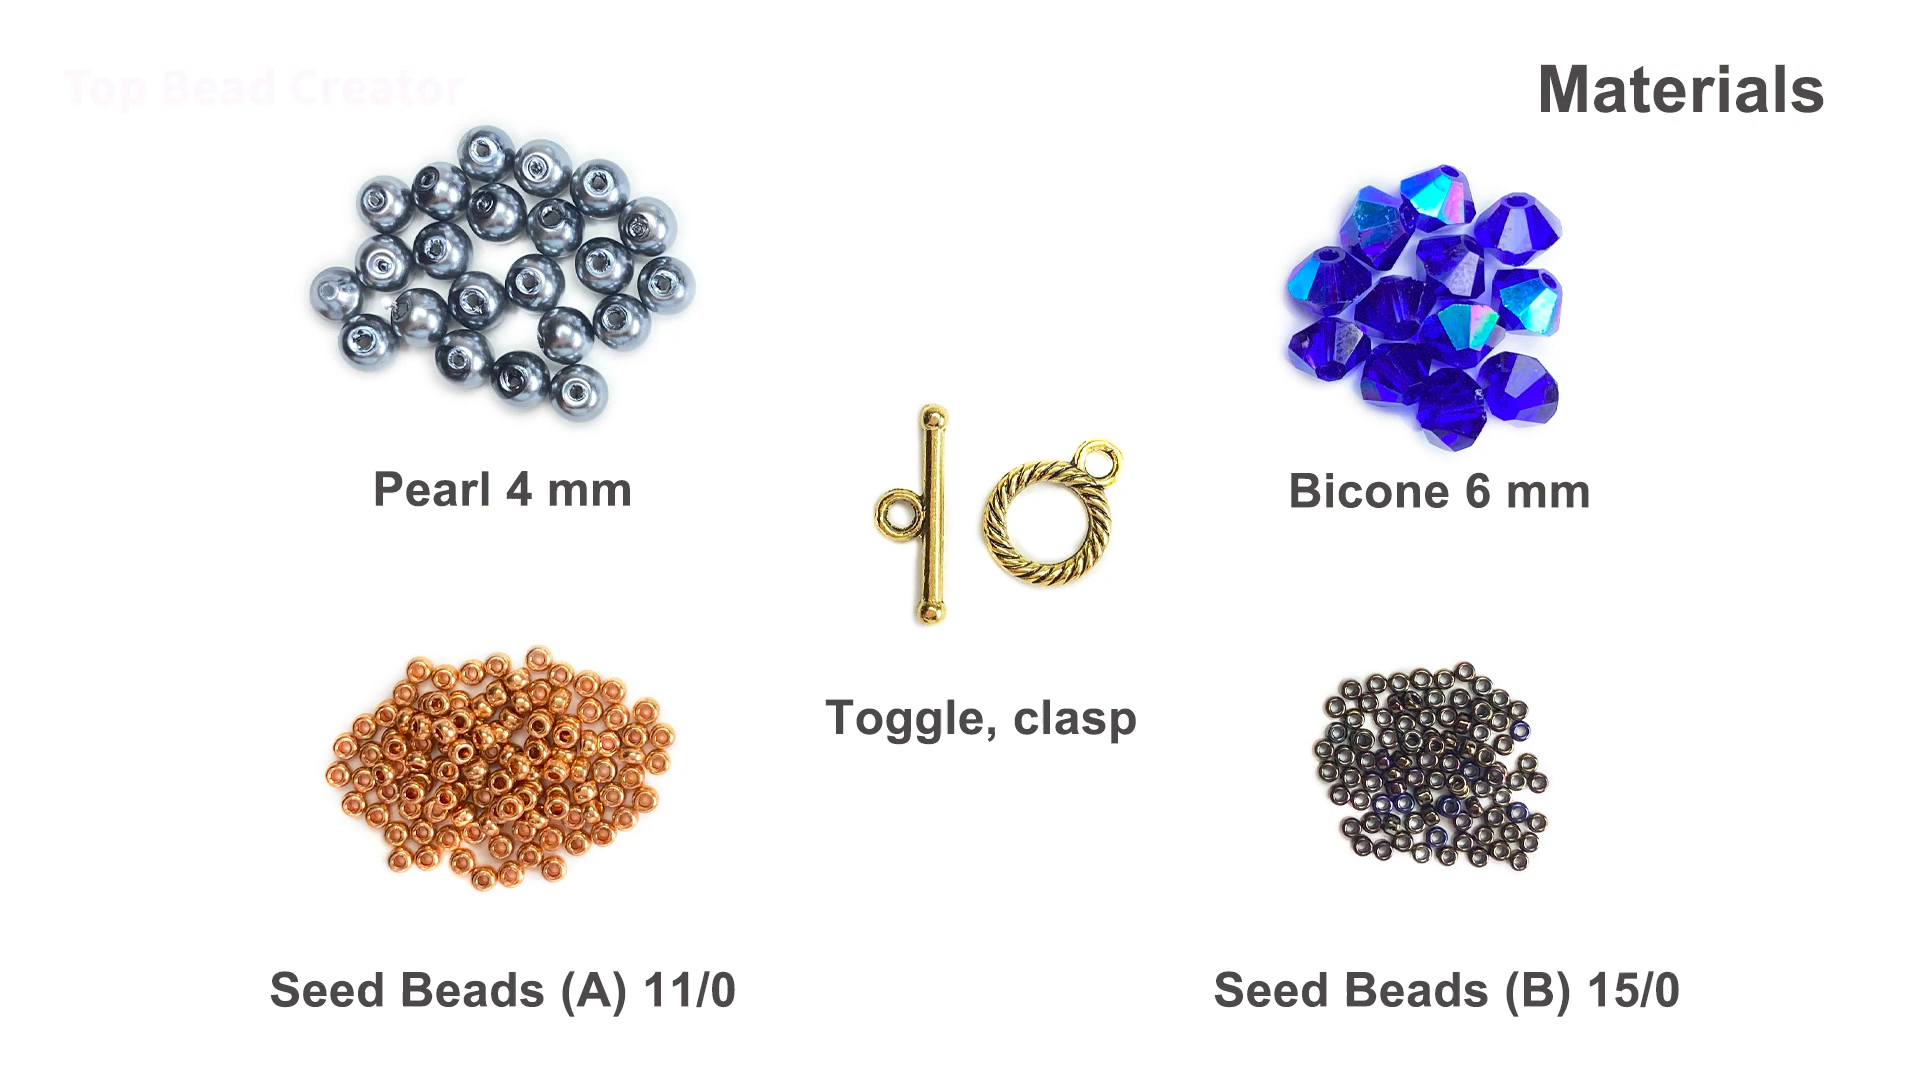 Top Bead Creator
Materials
Pearl 4 mm
Bicone 6 mm
Toggle, clasp
Seed Beads (A) 11/0
Seed Beads (B) 15/0